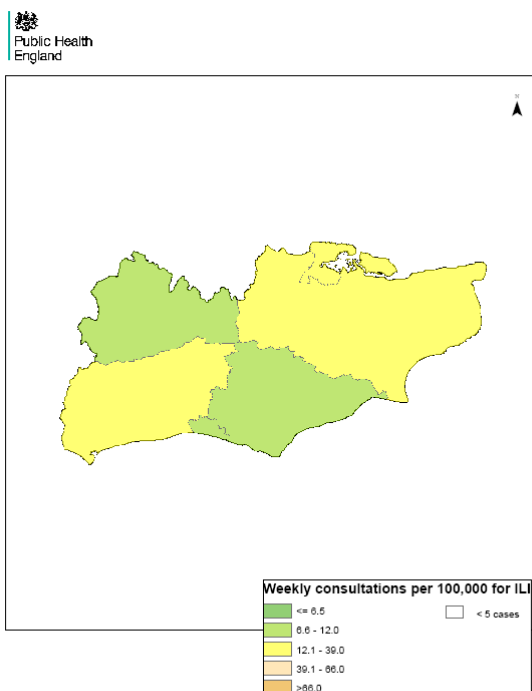 Public Health
England
N
Weekly consultations per 100,000 for ILI
<= 6.5
< 5 cases
6.6 - 12.0
12.1 - 39.0
39.1 - 66.0
>66.0